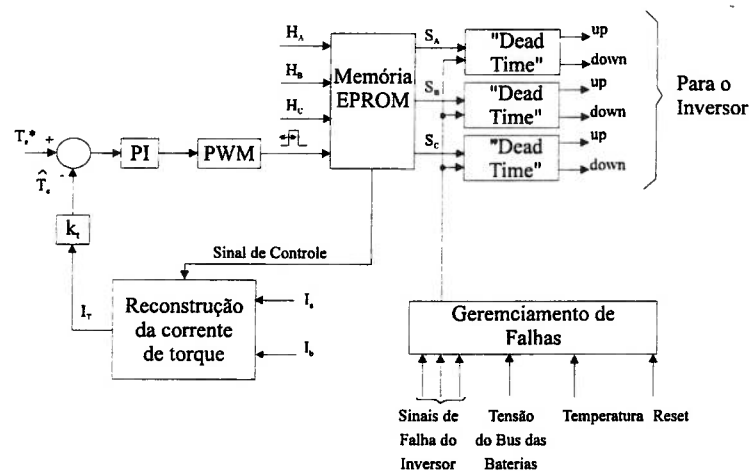 H_A
H_B
H_C
Memória
EPROM
S_A
S_B
S_C
"Dead
Time"
up
down
"Dead
Time"
up
down
"Dead
Time"
up
down
Para o
Inversor
T_e*
+
-
T̂_e
PI
PWM
k_t
Sinal de Controle
I_T
Reconstrução
da corrente
de torque
I_a
I_b
Geremciamento de
Falhas
Sinais de
Falha do
Inversor
Tensão
do Bus das
Baterias
Temperatura
Reset